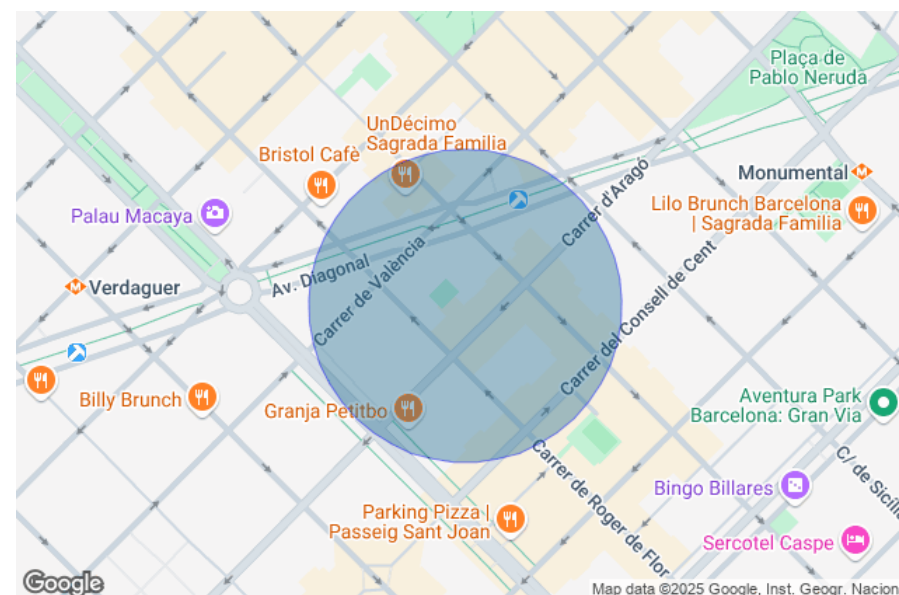 Plaça de
Pablo Neruda
UnDécimo
Sagrada Familia
Bristol Cafè
Monumental
Carrer d'Aragó
Lilo Brunch Barcelona
| Sagrada Familia
Palau Macaya
Av. Diagonal
Carrer de València
Verdaguer
Carrer del Consell de Cent
Billy Brunch
Granja Petitbo
Aventura Park
Barcelona: Gran Via
Carrer de Roger de Flor
C/ de Sicília
Bingo Billares
Parking Pizza |
Passeig Sant Joan
Sercotel Caspe
Google
Map data ©2025 Google, Inst. Geogr. Nacion